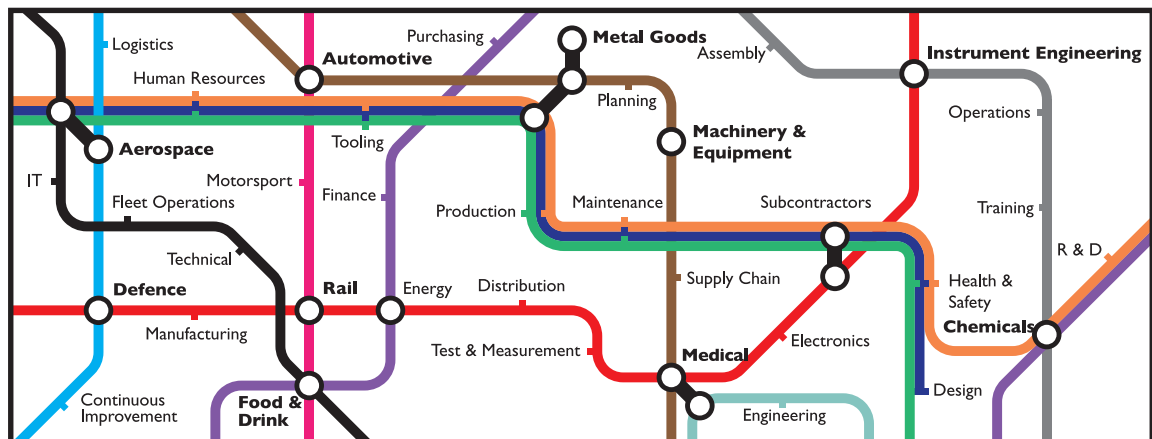 Logistics
Human Resources
Automotive
Purchasing
Metal Goods
Assembly
Instrument Engineering
Planning
Operations
Tooling
Aerospace
Machinery &
Equipment
IT
Motorsport
Finance
Fleet Operations
Production
Maintenance
Subcontractors
Training
Technical
R & D
Defence
Rail
Energy
Distribution
Supply Chain
Health &
Safety
Manufacturing
Chemicals
Test & Measurement
Medical
Electronics
Design
Continuous
Improvement
Food &
Drink
Engineering